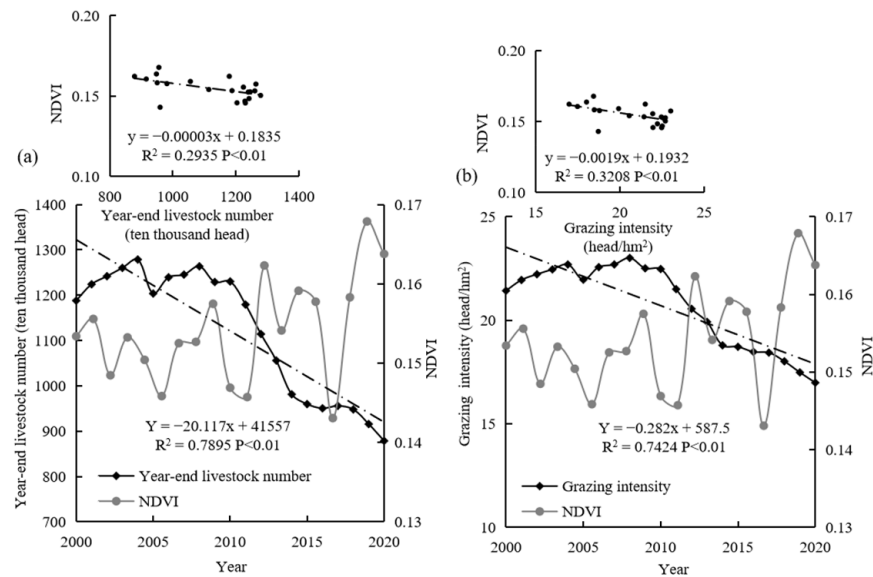 (a)
NDVI
0.20
0.15
0.10
y = −0.00003x + 0.1835
R² = 0.2935 P<0.01
800 1000 1200 1400
Year-end livestock number
(ten thousand head)
Year-end livestock number (ten thousand head)
1400
1300
1200
1100
1000
900
800
700
0.17
0.16
0.15
0.14
0.13
NDVI
Y = −20.117x + 41557
R² = 0.7895 P<0.01
Year-end livestock number
NDVI
2000 2005 2010 2015 2020
Year
(b)
NDVI
0.20
0.15
0.10
y = −0.0019x + 0.1932
R² = 0.3208 P<0.01
15 20 25
Grazing intensity
(head/hm²)
Grazing intensity (head/hm²)
25
20
15
10
0.17
0.16
0.15
0.14
0.13
NDVI
Y = −0.282x + 587.5
R² = 0.7424 P<0.01
Grazing intensity
NDVI
2000 2005 2010 2015 2020
Year